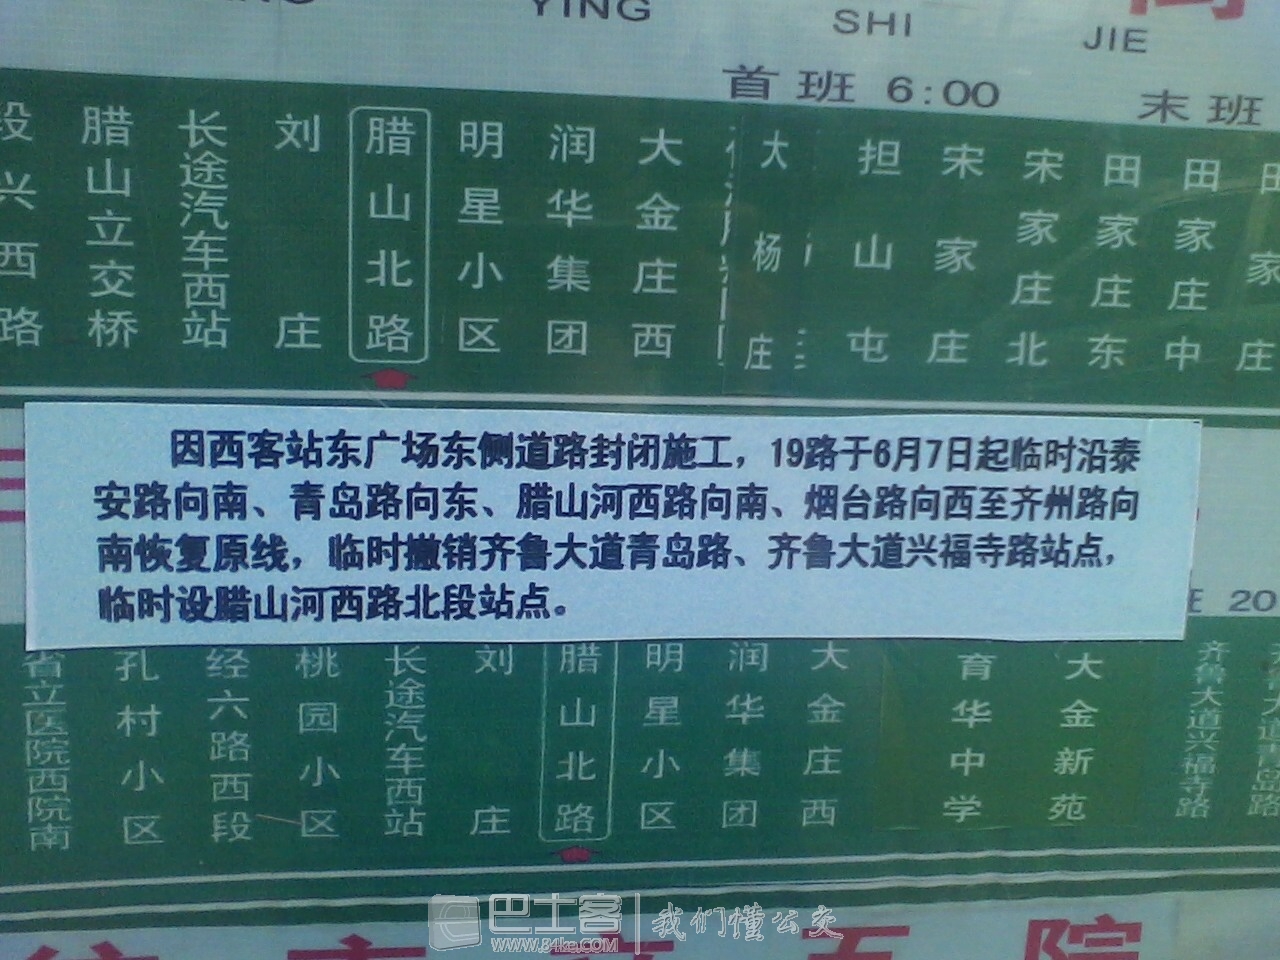 YING
SHI
JIE
首班 6:00
末班
段兴西路
腊山立交桥
长途汽车西站
刘庄
腊山北路
明星小区
润华集团
大金庄西
大杨庄
担山屯
宋家庄
宋家庄北
田家庄东
田家庄中
因西客站东广场东侧道路封闭施工，19路于6月7日起临时沿泰
安路向南、青岛路向东、腊山河西路向南、烟台路向西至齐州路向
南恢复原线，临时撤销齐鲁大道青岛路、齐鲁大道兴福寺路站点，
临时设腊山河西路北段站点。
班 20
省立医院西院南
孔村小区
经六路西段
桃园小区
长途汽车西站
刘庄
腊山北路
明星小区
润华集团
大金庄西
育华中学
大金新苑
齐鲁大道兴福寺路
齐鲁大道青岛路
巴士客 我们懂公交
www.84ke.com